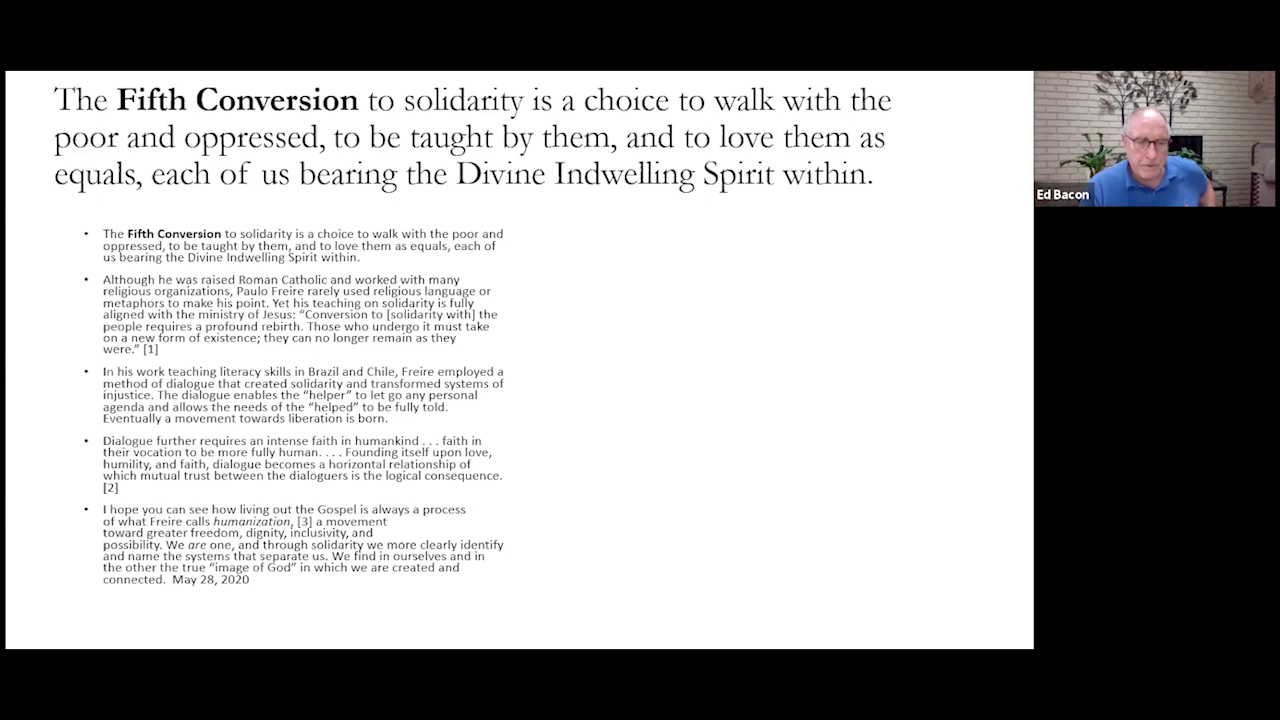 The Fifth Conversion to solidarity is a choice to walk with the
poor and oppressed, to be taught by them, and to love them as
equals, each of us bearing the Divine Indwelling Spirit within.
• The Fifth Conversion to solidarity is a choice to walk with the poor and
oppressed, to be taught by them, and to love them as equals, each of
us bearing the Divine Indwelling Spirit within.
• Although he was raised Roman Catholic and worked with many
religious organizations, Paulo Freire rarely used religious language or
metaphors to make his point. Yet his teaching on solidarity is fully
aligned with the ministry of Jesus: “Conversion to [solidarity with] the
people requires a profound rebirth. Those who undergo it must take
on a new form of existence; they can no longer remain as they
were.” [1]
• In his work teaching literacy skills in Brazil and Chile, Freire employed a
method of dialogue that created solidarity and transformed systems of
injustice. The dialogue enables the “helper” to let go any personal
agenda and allows the needs of the “helped” to be fully told.
Eventually a movement towards liberation is born.
• Dialogue further requires an intense faith in humankind . . . faith in
their vocation to be more fully human. . . . Founding itself upon love,
humility, and faith, dialogue becomes a horizontal relationship of
which mutual trust between the dialoguers is the logical consequence.
[2]
• I hope you can see how living out the Gospel is always a process
of what Freire calls humanization, [3] a movement
toward greater freedom, dignity, inclusivity, and
possibility. We are one, and through solidarity we more clearly identify
and name the systems that separate us. We find in ourselves and in
the other the true “image of God” in which we are created and
connected. May 28, 2020
Ed Bacon